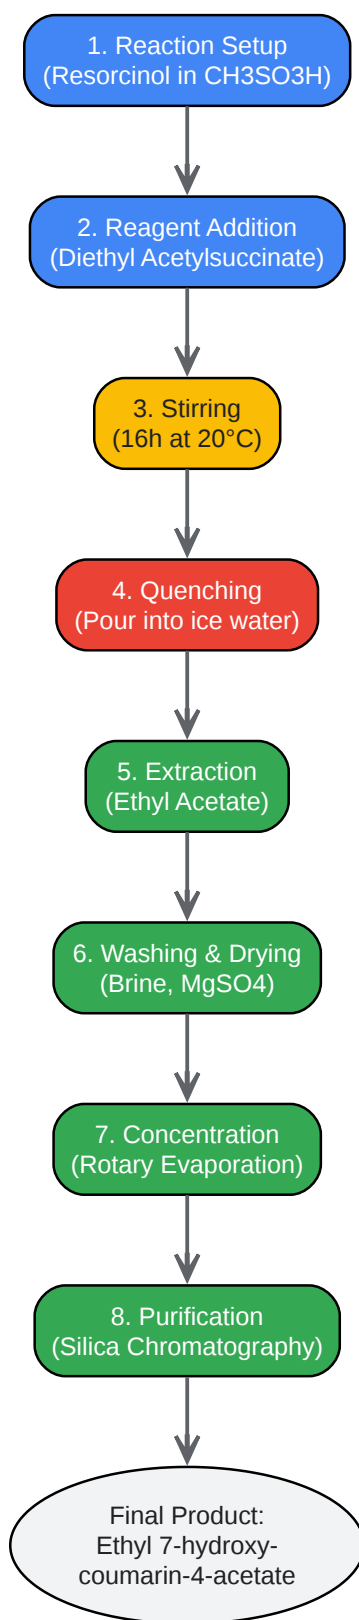 1. Reaction Setup
(Resorcinol in CH3SO3H)
2. Reagent Addition
(Diethyl Acetylsuccinate)
3. Stirring
(16h at 20°C)
4. Quenching
(Pour into ice water)
5. Extraction
(Ethyl Acetate)
6. Washing & Drying
(Brine, MgSO4)
7. Concentration
(Rotary Evaporation)
8. Purification
(Silica Chromatography)
Final Product:
Ethyl 7-hydroxy-
coumarin-4-acetate